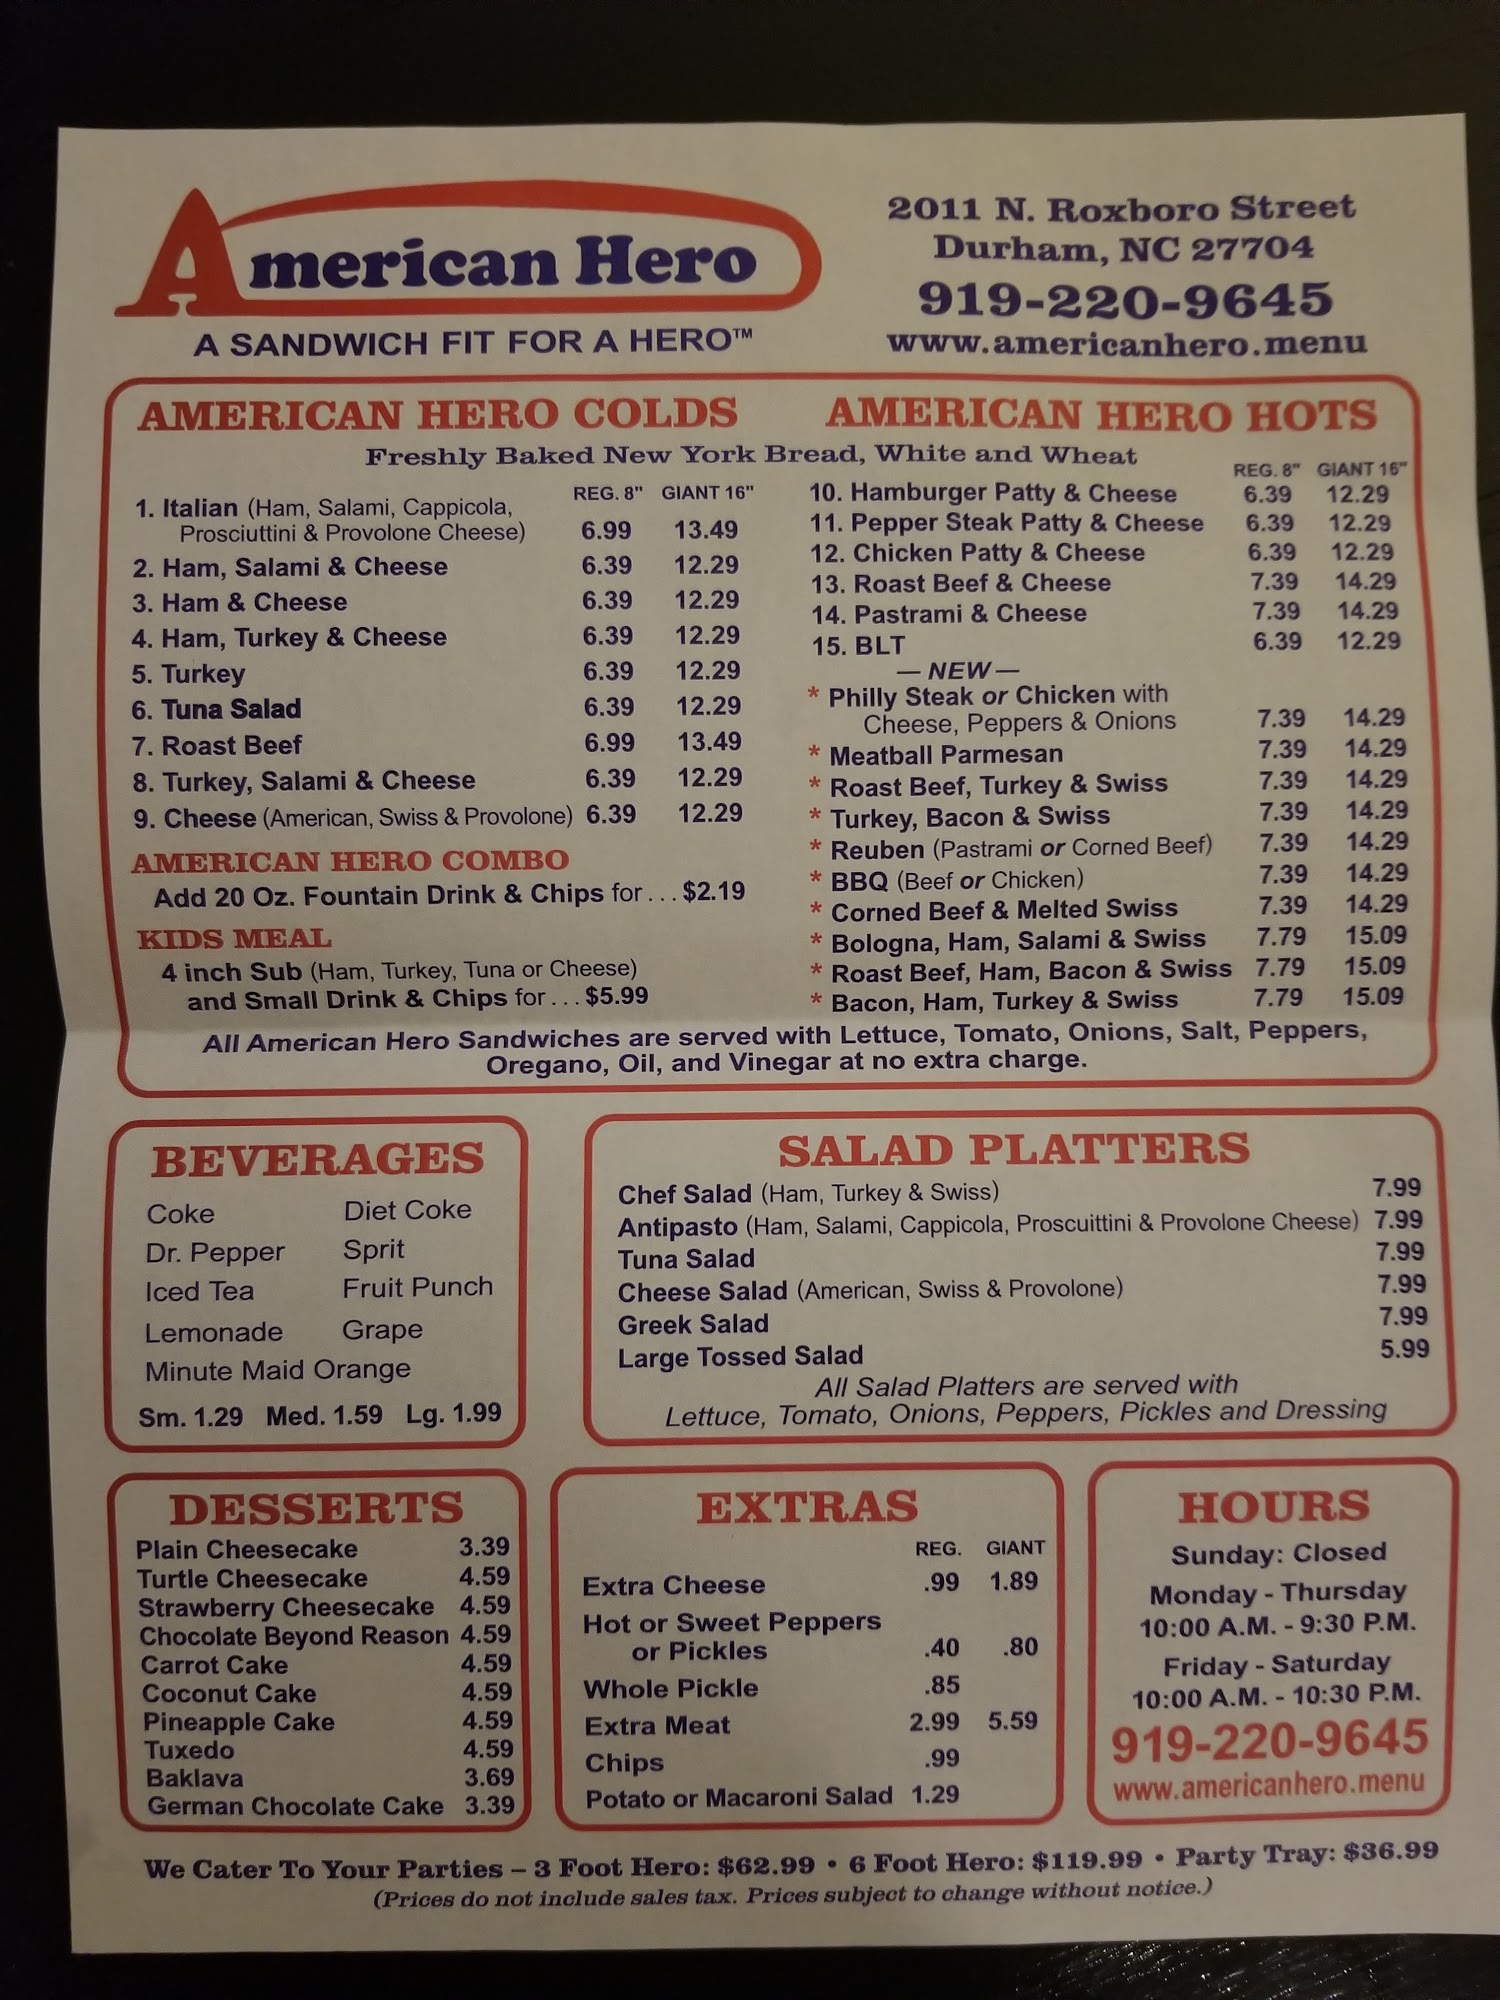 American Hero
A SANDWICH FIT FOR A HERO™
2011 N. Roxboro Street
Durham, NC 27704
919-220-9645
www.americanhero.menu
AMERICAN HERO COLDS
AMERICAN HERO HOTS
Freshly Baked New York Bread, White and Wheat
REG. 8" GIANT 16"
1. Italian (Ham, Salami, Cappicola,
Prosciuttini & Provolone Cheese) 6.99 13.49
2. Ham, Salami & Cheese 6.39 12.29
3. Ham & Cheese 6.39 12.29
4. Ham, Turkey & Cheese 6.39 12.29
5. Turkey 6.39 12.29
6. Tuna Salad 6.39 12.29
7. Roast Beef 6.99 13.49
8. Turkey, Salami & Cheese 6.39 12.29
9. Cheese (American, Swiss & Provolone) 6.39 12.29
AMERICAN HERO COMBO
Add 20 Oz. Fountain Drink & Chips for... $2.19
KIDS MEAL
4 inch Sub (Ham, Turkey, Tuna or Cheese)
and Small Drink & Chips for... $5.99
REG. 8" GIANT 16"
10. Hamburger Patty & Cheese 6.39 12.29
11. Pepper Steak Patty & Cheese 6.39 12.29
12. Chicken Patty & Cheese 6.39 12.29
13. Roast Beef & Cheese 7.39 14.29
14. Pastrami & Cheese 7.39 14.29
15. BLT 6.39 12.29
— NEW —
* Philly Steak or Chicken with
Cheese, Peppers & Onions 7.39 14.29
* Meatball Parmesan 7.39 14.29
* Roast Beef, Turkey & Swiss 7.39 14.29
* Turkey, Bacon & Swiss 7.39 14.29
* Reuben (Pastrami or Corned Beef) 7.39 14.29
* BBQ (Beef or Chicken) 7.39 14.29
* Corned Beef & Melted Swiss 7.39 14.29
* Bologna, Ham, Salami & Swiss 7.79 15.09
* Roast Beef, Ham, Bacon & Swiss 7.79 15.09
* Bacon, Ham, Turkey & Swiss 7.79 15.09
All American Hero Sandwiches are served with Lettuce, Tomato, Onions, Salt, Peppers,
Oregano, Oil, and Vinegar at no extra charge.
BEVERAGES
Coke Diet Coke
Dr. Pepper Sprit
Iced Tea Fruit Punch
Lemonade Grape
Minute Maid Orange
Sm. 1.29 Med. 1.59 Lg. 1.99
SALAD PLATTERS
Chef Salad (Ham, Turkey & Swiss) 7.99
Antipasto (Ham, Salami, Cappicola, Proscuittini & Provolone Cheese) 7.99
Tuna Salad 7.99
Cheese Salad (American, Swiss & Provolone) 7.99
Greek Salad 7.99
Large Tossed Salad 5.99
All Salad Platters are served with
Lettuce, Tomato, Onions, Peppers, Pickles and Dressing
DESSERTS
Plain Cheesecake 3.39
Turtle Cheesecake 4.59
Strawberry Cheesecake 4.59
Chocolate Beyond Reason 4.59
Carrot Cake 4.59
Coconut Cake 4.59
Pineapple Cake 4.59
Tuxedo 4.59
Baklava 3.69
German Chocolate Cake 3.39
EXTRAS
REG. GIANT
Extra Cheese .99 1.89
Hot or Sweet Peppers
or Pickles .40 .80
Whole Pickle .85
Extra Meat 2.99 5.59
Chips .99
Potato or Macaroni Salad 1.29
HOURS
Sunday: Closed
Monday - Thursday
10:00 A.M. - 9:30 P.M.
Friday - Saturday
10:00 A.M. - 10:30 P.M.
919-220-9645
www.americanhero.menu
We Cater To Your Parties – 3 Foot Hero: $62.99 • 6 Foot Hero: $119.99 • Party Tray: $36.99
(Prices do not include sales tax. Prices subject to change without notice.)